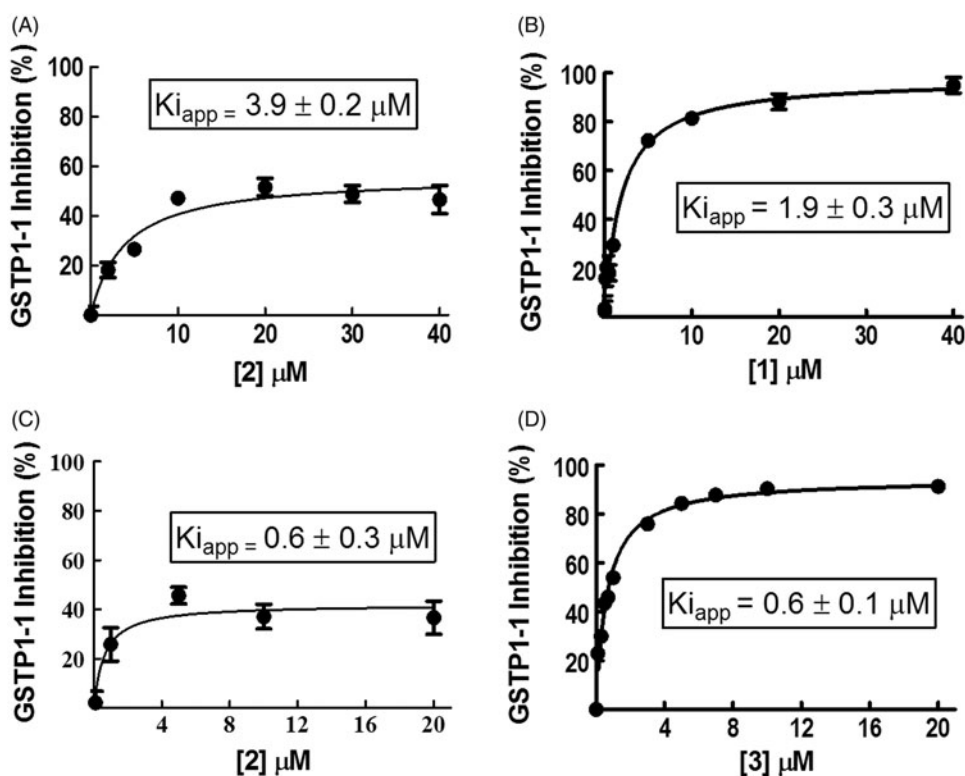 (A)
GSTP1-1 Inhibition (%)
100
80
60
40
20
Ki app = 3.9 ± 0.2 μM
10
20
30
40
[2] μM
(B)
GSTP1-1 Inhibition (%)
100
80
60
40
20
Ki app = 1.9 ± 0.3 μM
10
20
30
40
[1] μM
(C)
GSTP1-1 Inhibition (%)
100
80
60
40
20
Ki app = 0.6 ± 0.3 μM
4
8
12
16
20
[2] μM
(D)
GSTP1-1 Inhibition (%)
100
80
60
40
20
Ki app = 0.6 ± 0.1 μM
4
8
12
16
20
[3] μM